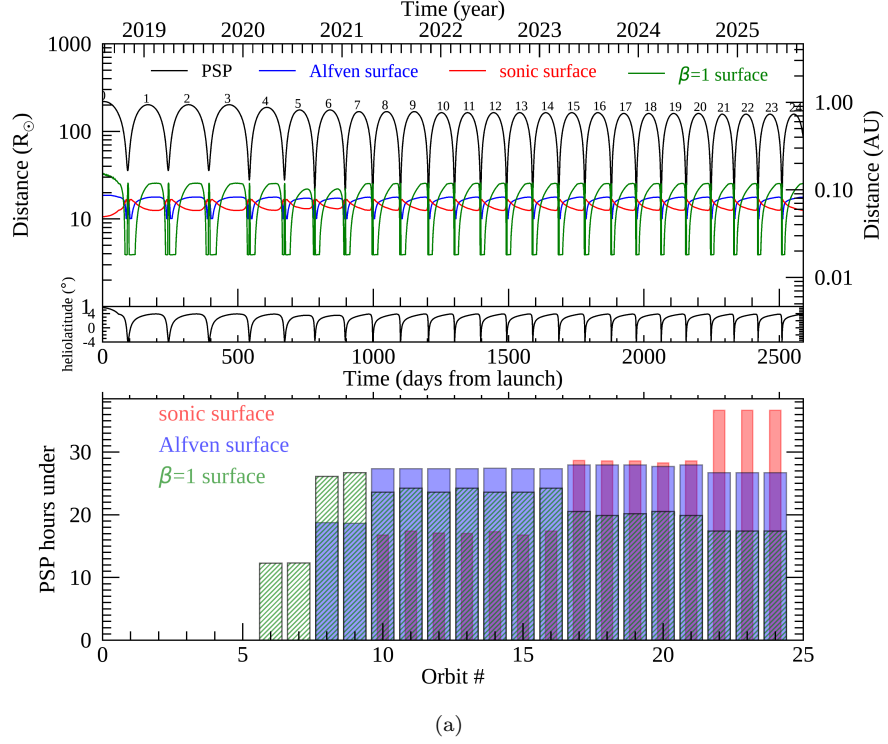 Time (year)
2019 2020 2021 2022 2023 2024 2025
1000
PSP Alfven surface sonic surface β=1 surface
0 1 2 3 4 5 6 7 8 9 10 11 12 13 14 15 16 17 18 19 20 21 22 23 24
100
10
1
Distance (R☉)
1.00
0.10
0.01
Distance (AU)
heliolatitude (°)
4
0
-4
0 500 1000 1500 2000 2500
Time (days from launch)
sonic surface
Alfven surface
β=1 surface
PSP hours under
30
20
10
0
0 5 10 15 20 25
Orbit #
(a)